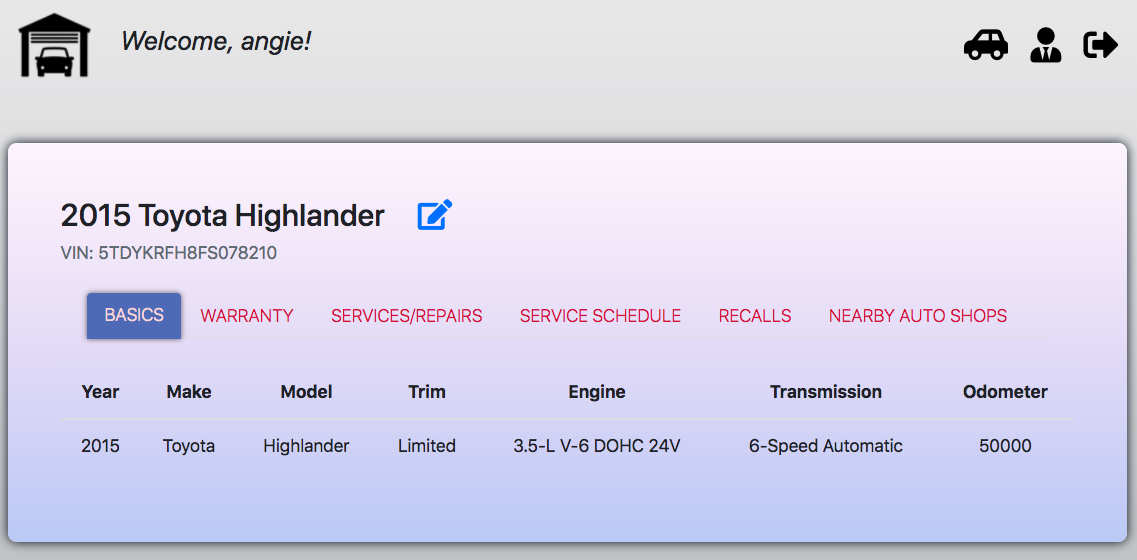 Welcome, angie!
2015 Toyota Highlander
VIN: 5TDYKRFH8FS078210
BASICS WARRANTY SERVICES/REPAIRS SERVICE SCHEDULE RECALLS NEARBY AUTO SHOPS
Year Make Model Trim Engine Transmission Odometer
2015 Toyota Highlander Limited 3.5-L V-6 DOHC 24V 6-Speed Automatic 50000